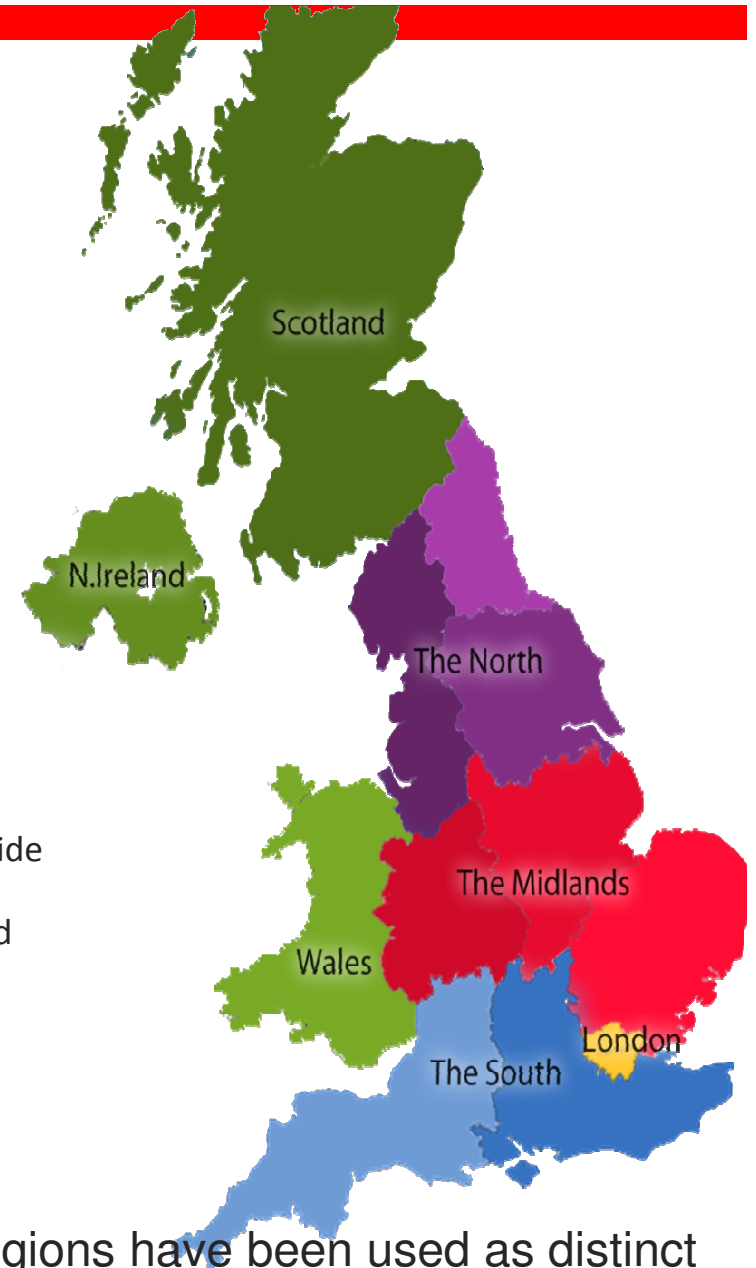 Scotland
N.Ireland
The North
ide
The Midlands
d
Wales
London
The South
gions have been used as distinct